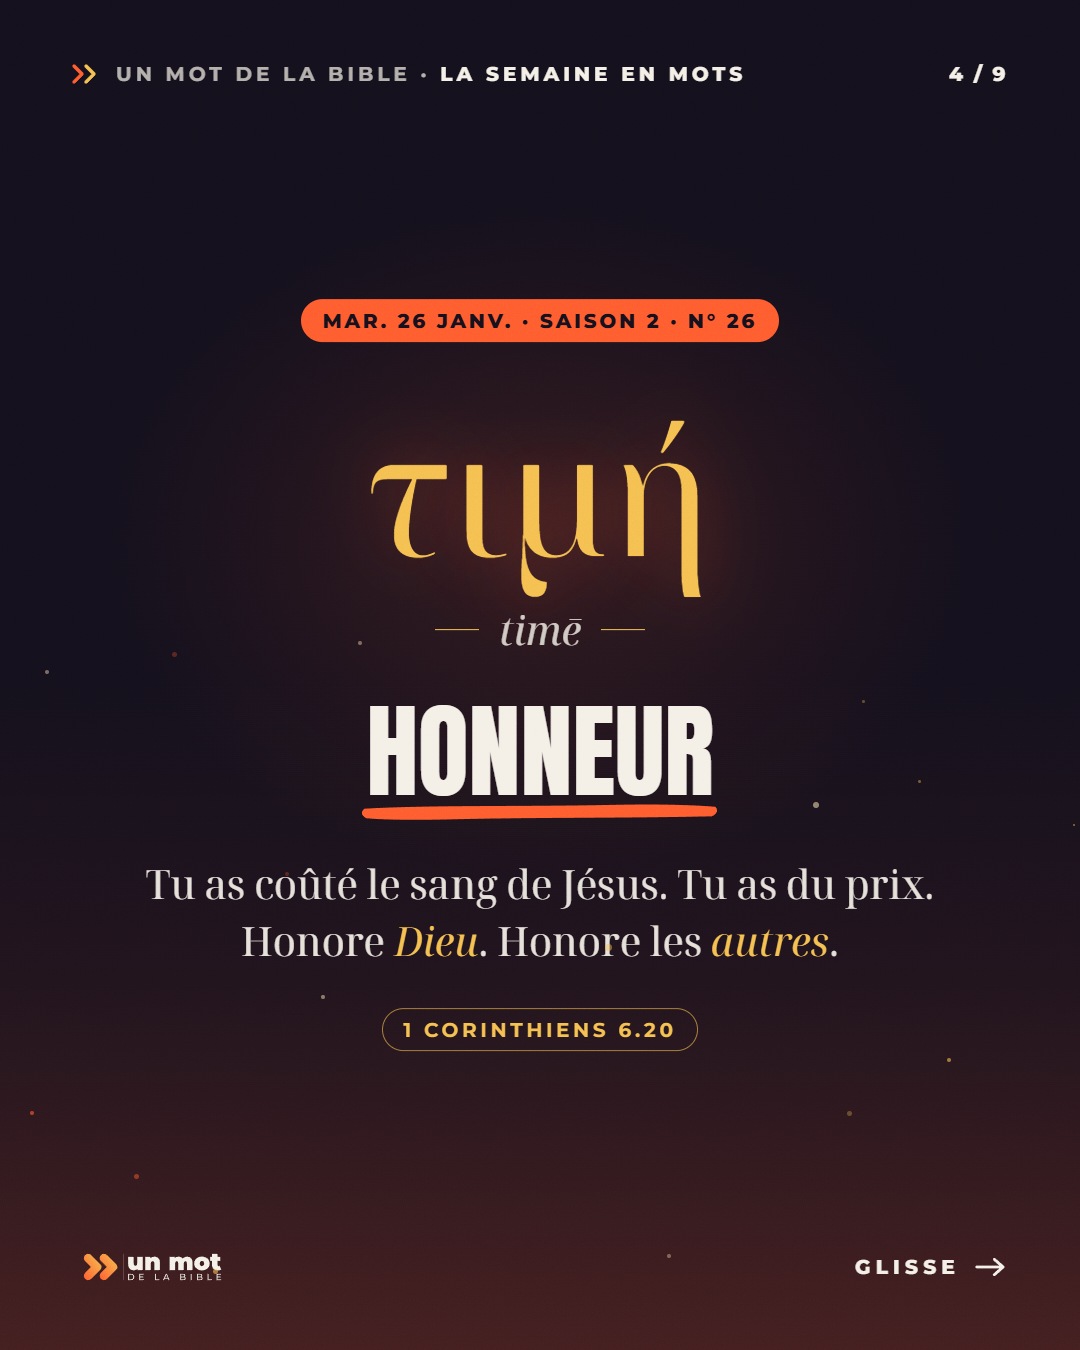 UN MOT DE LA BIBLE · LA SEMAINE EN MOTS
4 / 9
MAR. 26 JANV. · SAISON 2 · N° 26
τιμή
timē
HONNEUR
Tu as coûté le sang de Jésus. Tu as du prix.
Honore Dieu. Honore les autres.
1 CORINTHIENS 6.20
un mot
DE LA BIBLE
GLISSE →